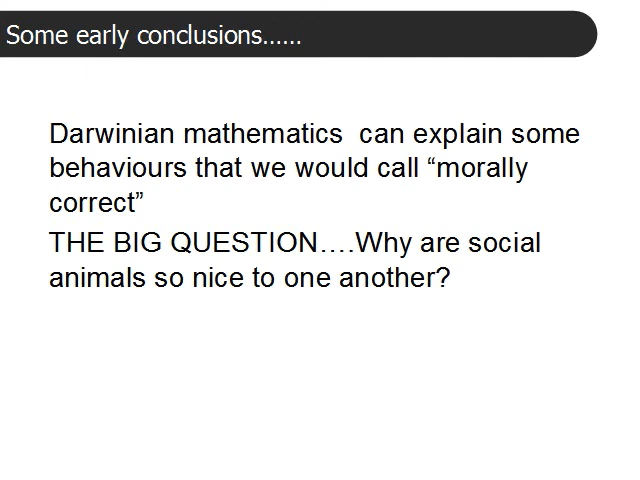 Some early conclusions......
Darwinian mathematics  can explain some
behaviours that we would call “morally
correct”
THE BIG QUESTION….Why are social
animals so nice to one another?